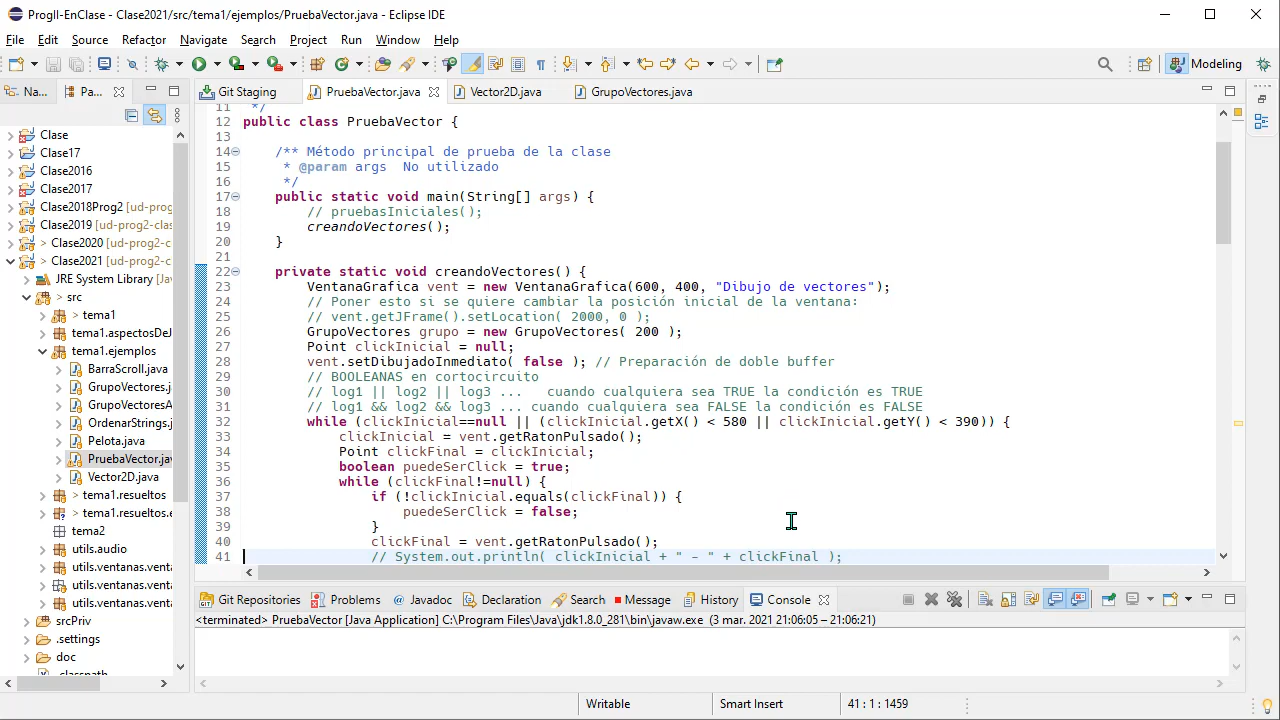 ProgII-EnClase - Clase2021/src/tema1/ejemplos/PruebaVector.java - Eclipse IDE
File Edit Source Refactor Navigate Search Project Run Window Help
Modeling
Na... Pa...
Git Staging PruebaVector.java Vector2D.java GrupoVectores.java
Clase
Clase17
Clase2016
Clase2017
Clase2018Prog2 [ud-prog
Clase2019 [ud-prog2-clas
> Clase2020 [ud-prog2-c
> Clase2021 [ud-prog2-c
JRE System Library [Jav
> src
> tema1
tema1.aspectosDeJ
> tema1.ejemplos
BarraScroll.java
GrupoVectores.j
GrupoVectoresA
OrdenarStrings.j
Pelota.java
PruebaVector.jav
Vector2D.java
> tema1.resueltos
> tema1.resueltos.e
tema2
utils.audio
utils.ventanas.venta
utils.ventanas.venta
utils.ventanas.venta
srcPriv
.settings
doc
.classpath
11 */
12 public class PruebaVector {
13
14 /** Método principal de prueba de la clase
15 * @param args No utilizado
16 */
17 public static void main(String[] args) {
18 // pruebasIniciales();
19 creandoVectores();
20 }
21
22 private static void creandoVectores() {
23 VentanaGrafica vent = new VentanaGrafica(600, 400, "Dibujo de vectores");
24 // Poner esto si se quiere cambiar la posición inicial de la ventana:
25 // vent.getJFrame().setLocation( 2000, 0 );
26 GrupoVectores grupo = new GrupoVectores( 200 );
27 Point clickInicial = null;
28 vent.setDibujadoInmediato( false ); // Preparación de doble buffer
29 // BOOLEANAS en cortocircuito
30 // log1 || log2 || log3 ... cuando cualquiera sea TRUE la condición es TRUE
31 // log1 && log2 && log3 ... cuando cualquiera sea FALSE la condición es FALSE
32 while (clickInicial==null || (clickInicial.getX() < 580 || clickInicial.getY() < 390)) {
33 clickInicial = vent.getRatonPulsado();
34 Point clickFinal = clickInicial;
35 boolean puedeSerClick = true;
36 while (clickFinal!=null) {
37 if (!clickInicial.equals(clickFinal)) {
38 puedeSerClick = false;
39 }
40 clickFinal = vent.getRatonPulsado();
41 // System.out.println( clickInicial + " - " + clickFinal );
Git Repositories Problems Javadoc Declaration Search Message History Console
<terminated> PruebaVector [Java Application] C:\Program Files\Java\jdk1.8.0_281\bin\javaw.exe (3 mar. 2021 21:06:05 – 21:06:21)
Writable Smart Insert 41 : 1 : 1459